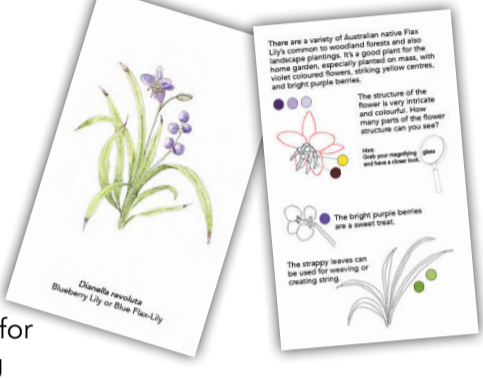 Dianella revoluta
Blueberry Lily or Blue Flax-Lily
There are a variety of Australian native Flax
Lily's common to woodland forests and also
landscape plantings. It's a good plant for the
home garden, especially planted on mass, with
violet coloured flowers, striking yellow centres,
and bright purple berries.
The structure of the
flower is very intricate
and colourful. How
many parts of the flower
structure can you see?
Hint:
Grab your magnifying glass
and have a closer look.
The bright purple berries
are a sweet treat.
The strappy leaves can
be used for weaving or
creating string.
for